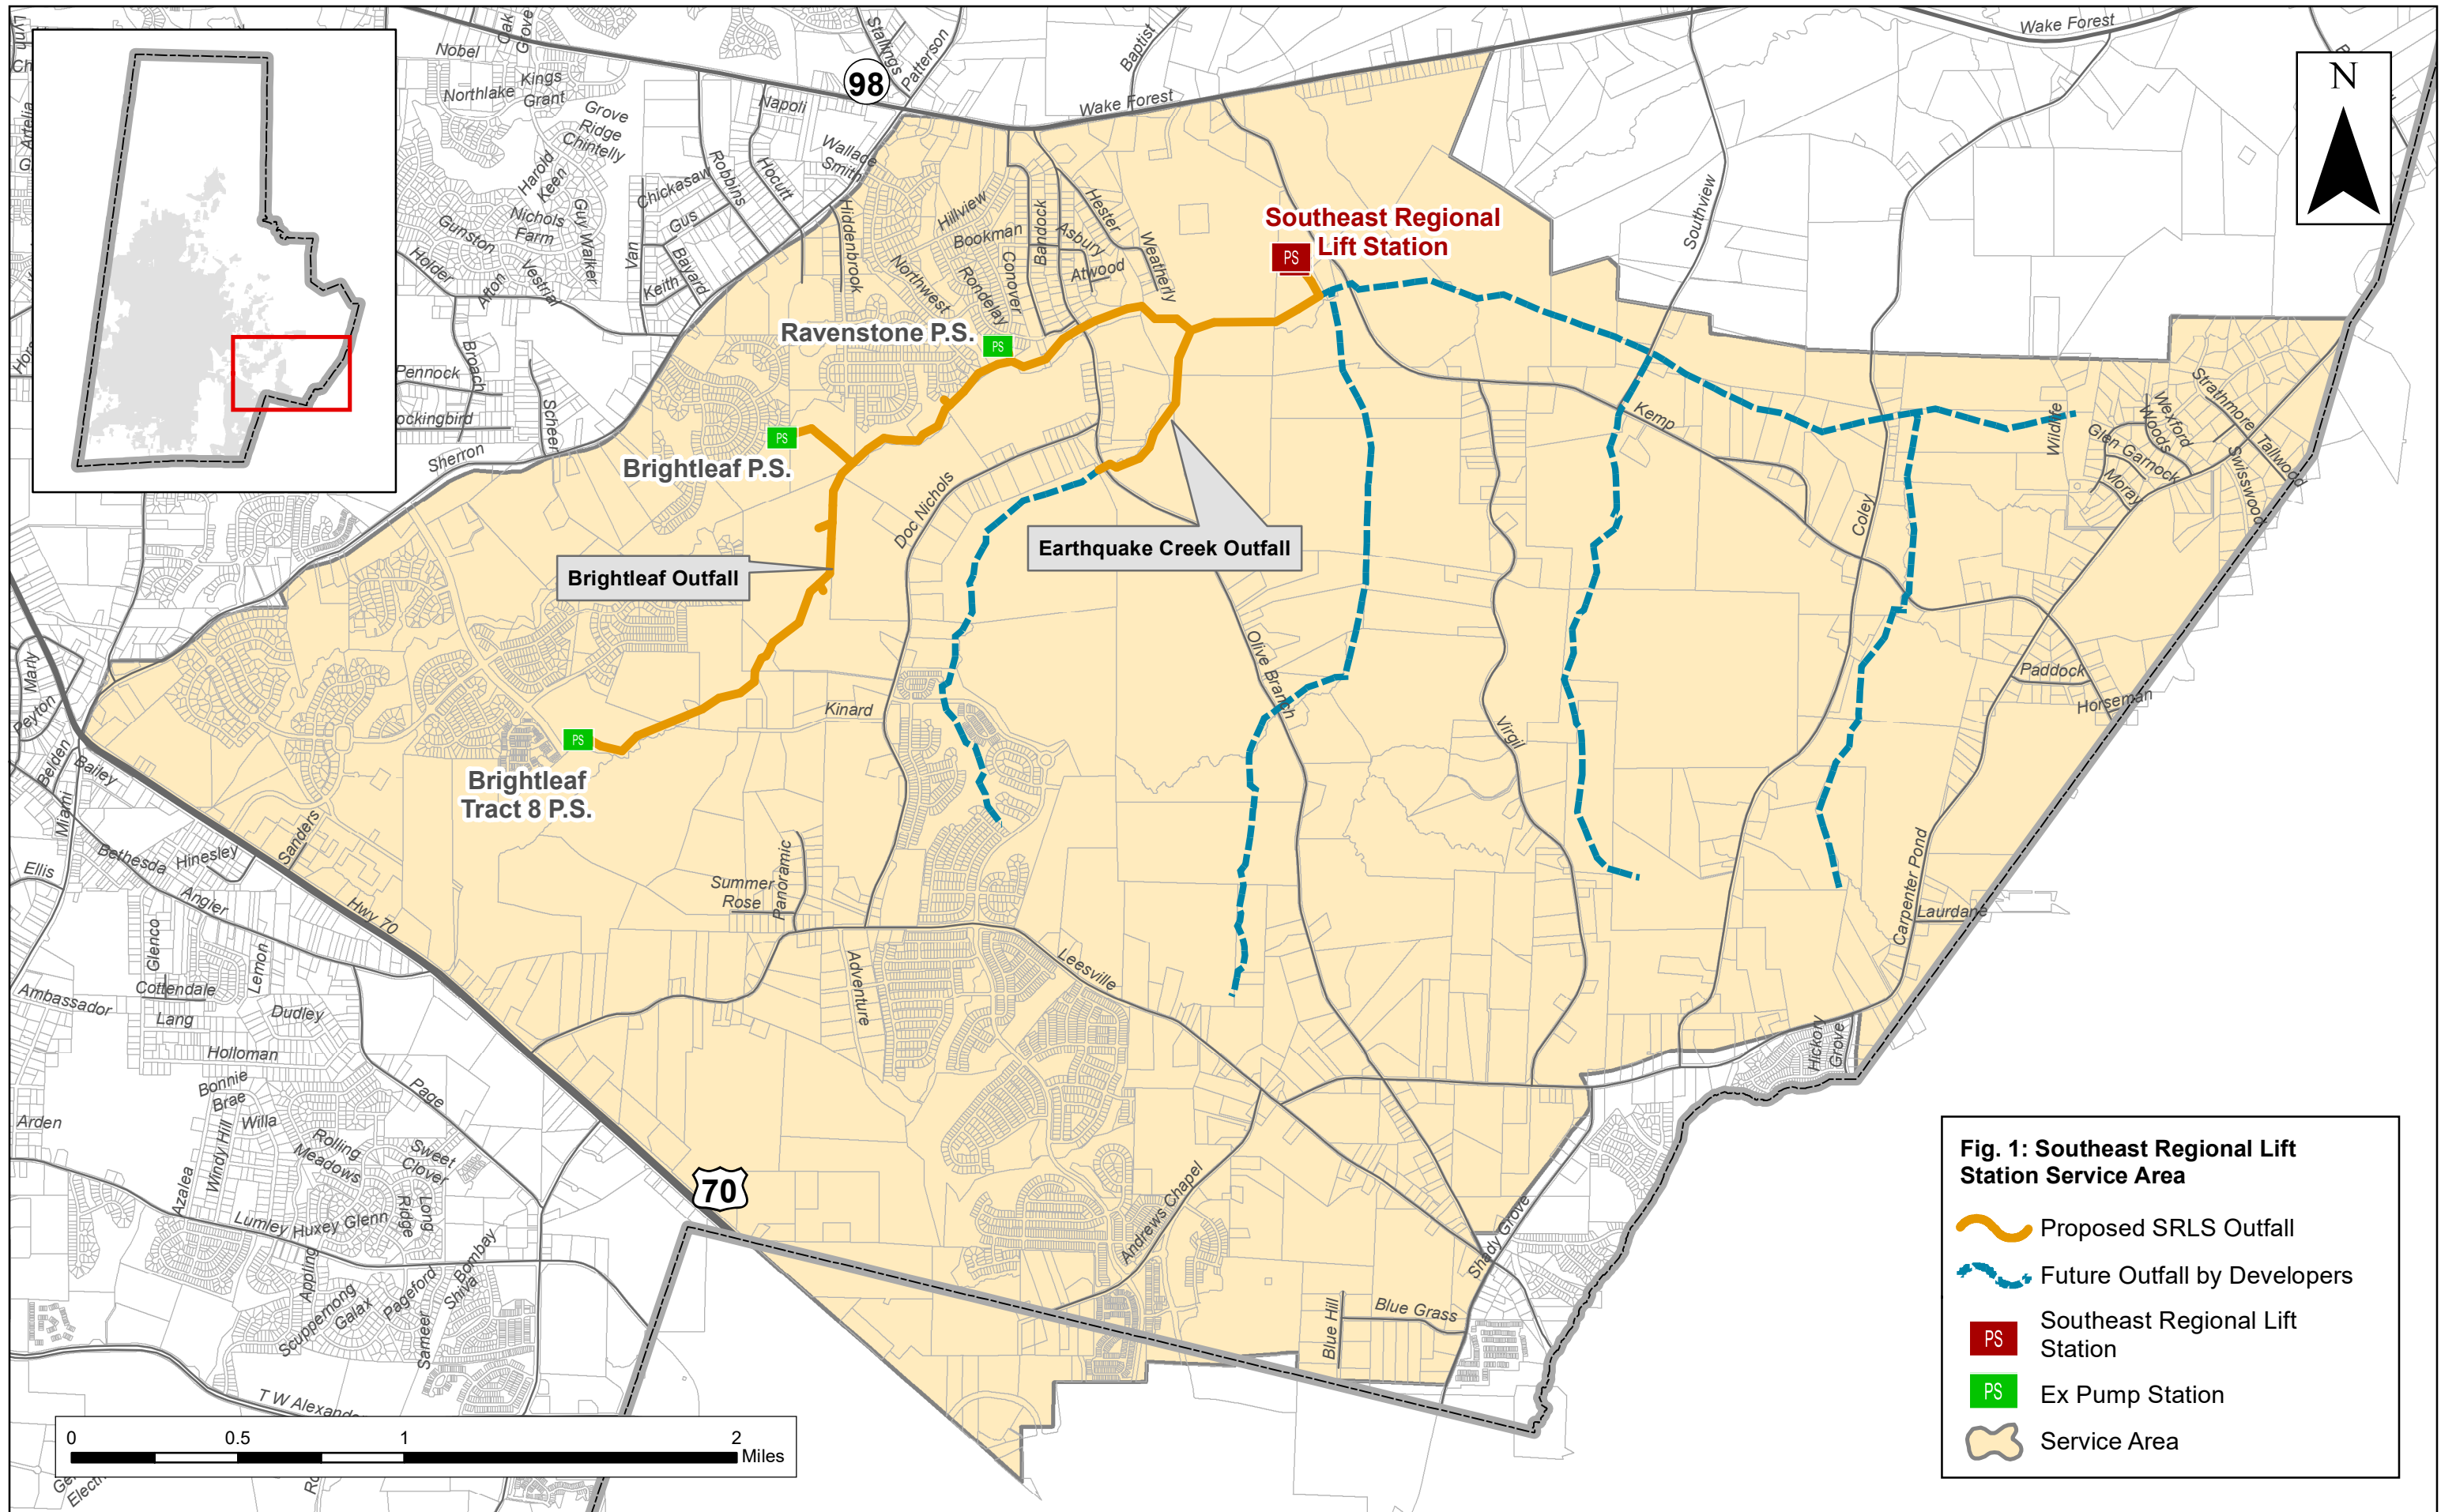 Nobel
Oak
Grove
Kings
Grant
Northlake
Grove
Ridge
Chintelly
Harold
Keen
Nichols
Farm
Gunston
Guy Walker
Holder
Afton
Vestrial
Broach
Pennock
ockingbird
Scheer
Sherron
Stallings
Patterson
98
Baptist
Wake Forest
Wake Forest
N
Napoli
Wallace
Smith
Hocutt
Robbins
Chickasaw
Gus
Van
Bayard
Keith
Hiddenbrook
Hillview
Bookman
Bandock
Hester
Asbury
Atwood
Weatherly
Conover
Rondelay
Northwest
Southview
Southeast Regional
Lift Station
PS
Ravenstone P.S.
PS
PS
Brightleaf P.S.
Doc Nichols
Earthquake Creek Outfall
Brightleaf Outfall
Kemp
Coley
Wildlife
Strathmore
Wexford
Woods
Glen Garnock
Moray
Tallwood
Swisswood
Marly
Peyton
Belden
Bailey
Miami
Kinard
Olive Branch
Virgil
Paddock
Horseman
PS
Brightleaf
Tract 8 P.S.
Sanders
Ellis
Bethesda
Hinesley
Angier
Hwy 70
Glenco
Lemon
Cottendale
Ambassador
Lang
Dudley
Holloman
Summer
Rose
Panoramic
Adventure
Leesville
Carpenter Pond
Laurdane
Hickory
Grove
Bonnie
Brae
Page
Arden
Willa
Windy Hill
Azalea
Rolling
Meadows
Sweet
Clover
Long
Ridge
Lumley
Huxey
Glenn
Appling
Scuppernong
Galax
Pageford
Bombay
Shiva
Sameer
T W Alexand
70
Andrews Chapel
Shady Grove
Blue Hill
Blue Grass
0 0.5 1 2
Miles
Fig. 1: Southeast Regional Lift
Station Service Area
Proposed SRLS Outfall
Future Outfall by Developers
PS
Southeast Regional Lift
Station
PS
Ex Pump Station
Service Area